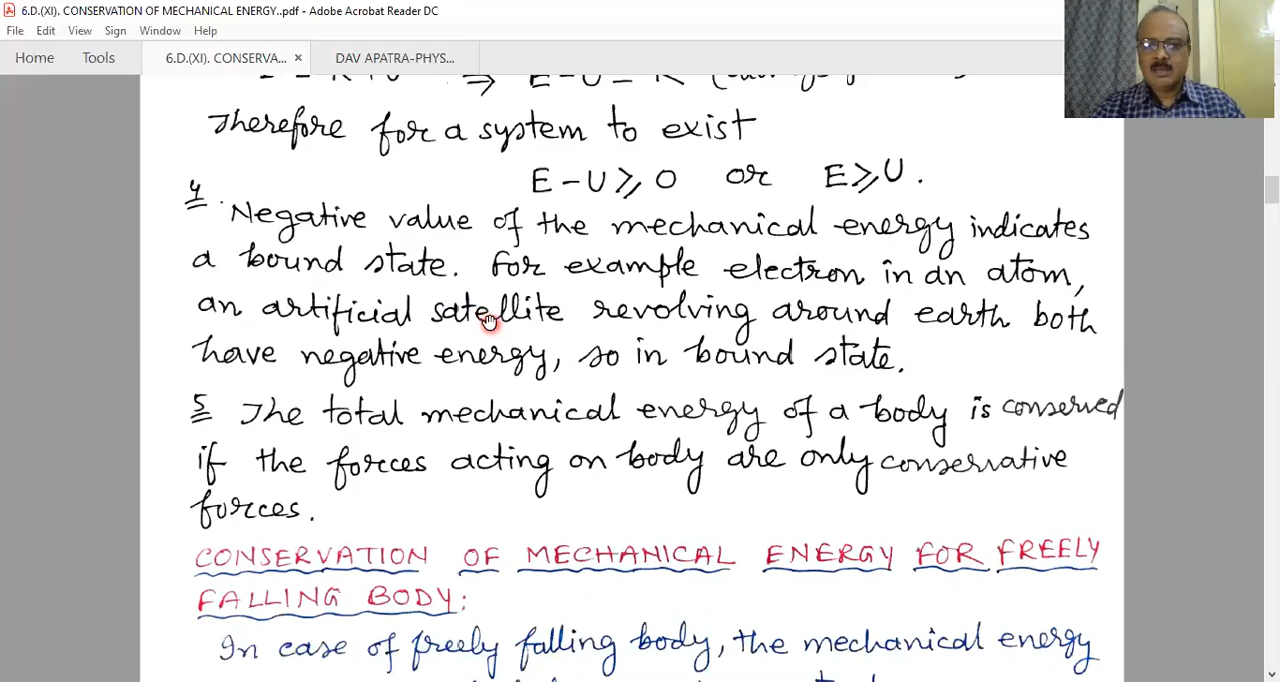 6.D.(XI). CONSERVATION OF MECHANICAL ENERGY..pdf - Adobe Acrobat Reader DC
File Edit View Sign Window Help
Home Tools 6.D.(XI). CONSERVA... × DAV APATRA-PHYS...
⇒ E-U=K
Therefore for a system to exist
E-U⩾0 or E⩾U.
4. Negative value of the mechanical energy indicates
a bound state. For example electron in an atom,
an artificial satellite revolving around earth both
have negative energy, so in bound state.
5 The total mechanical energy of a body is conserved
if the forces acting on body are only conservative
forces.
CONSERVATION OF MECHANICAL ENERGY FOR FREELY
FALLING BODY:
In case of freely falling body, the mechanical energy